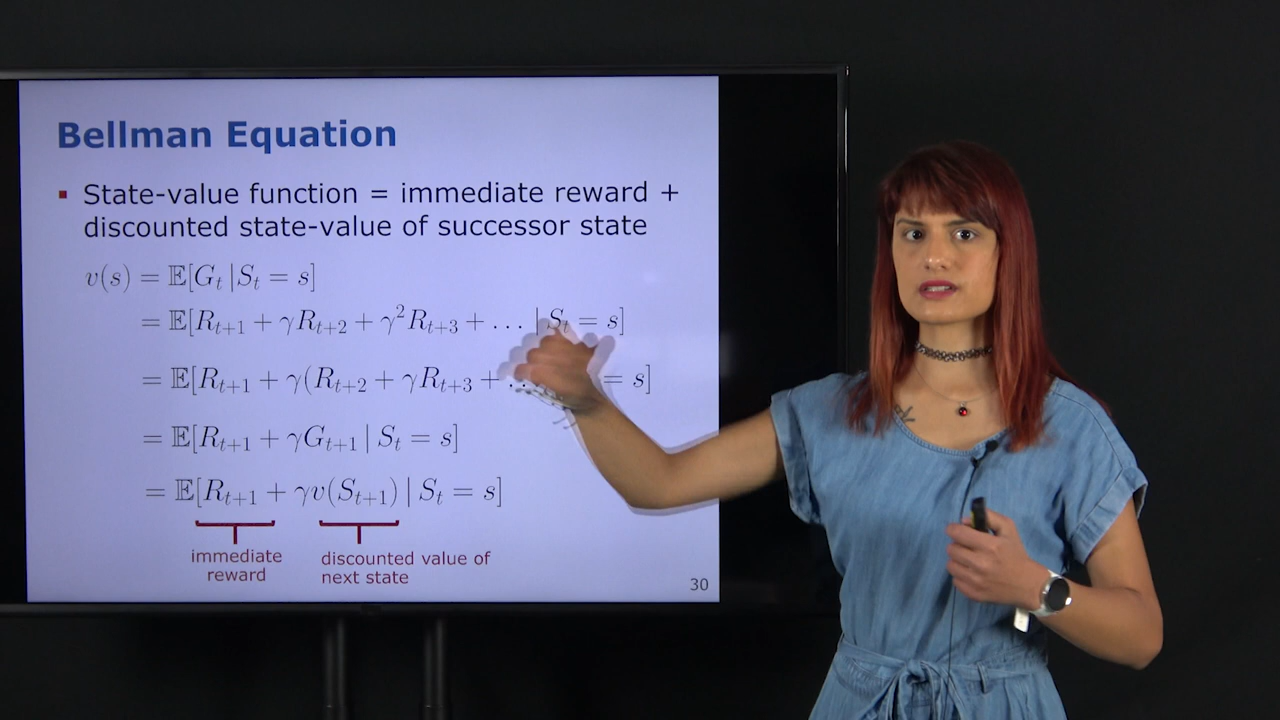 Bellman Equation
▪ State-value function = immediate reward +
discounted state-value of successor state
v(s) = 𝔼[G_t | S_t = s]
= 𝔼[R_{t+1} + γR_{t+2} + γ²R_{t+3} + … | S_t = s]
= 𝔼[R_{t+1} + γ(R_{t+2} + γR_{t+3} + = s]
= 𝔼[R_{t+1} + γG_{t+1} | S_t = s]
= 𝔼[R_{t+1} + γv(S_{t+1}) | S_t = s]
immediate reward
discounted value of next state
30